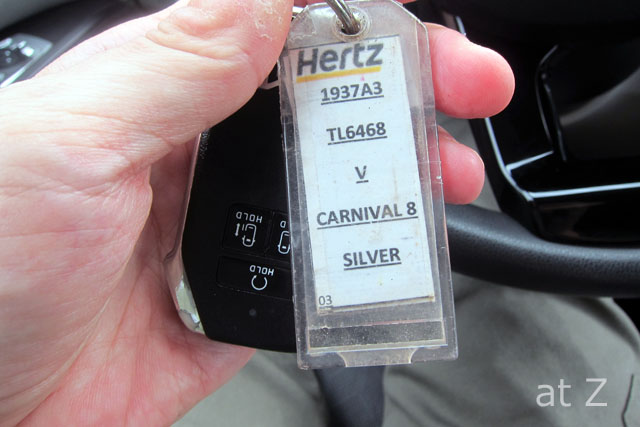 Hertz
1937A3
TL6468
V
CARNIVAL 8
SILVER
03
HOLD
HOLD
at Z